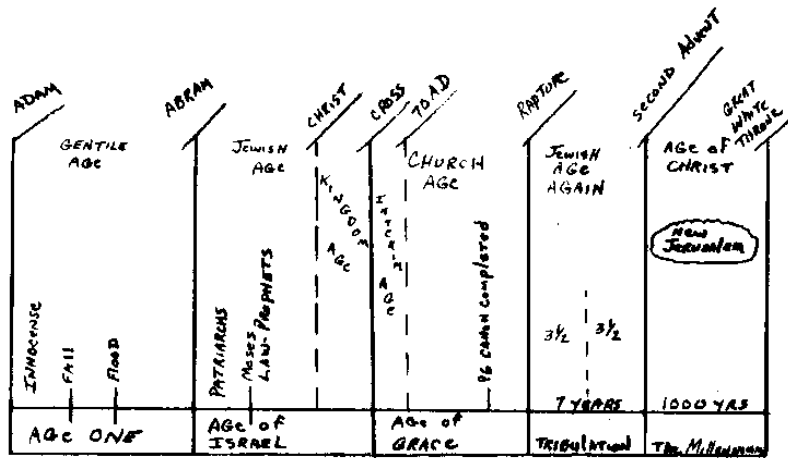 ADAM
ABRAM
CHRIST
CROSS
70 A.D
RAPTURE
SECOND ADVENT
GREAT
WHITE
THRONE
GENTILE
AGe
JewisH
AGe
KINGDOM AGe
INTERIM AGe
CHURCH
AGe
JewisH
AGe
AGAIN
AGe of
CHRIST
New
Jerusalem
INNOCENSE
FAll
FlooD
PATRIARCHS
Moses
LAW-PROPHETS
96 CANON Completed
3½
3½
7 YEARS
1000 YRS
AGe ONE
AGe of
ISRAEL
AGe of
GRACe
TRIBULATION
The Millennium